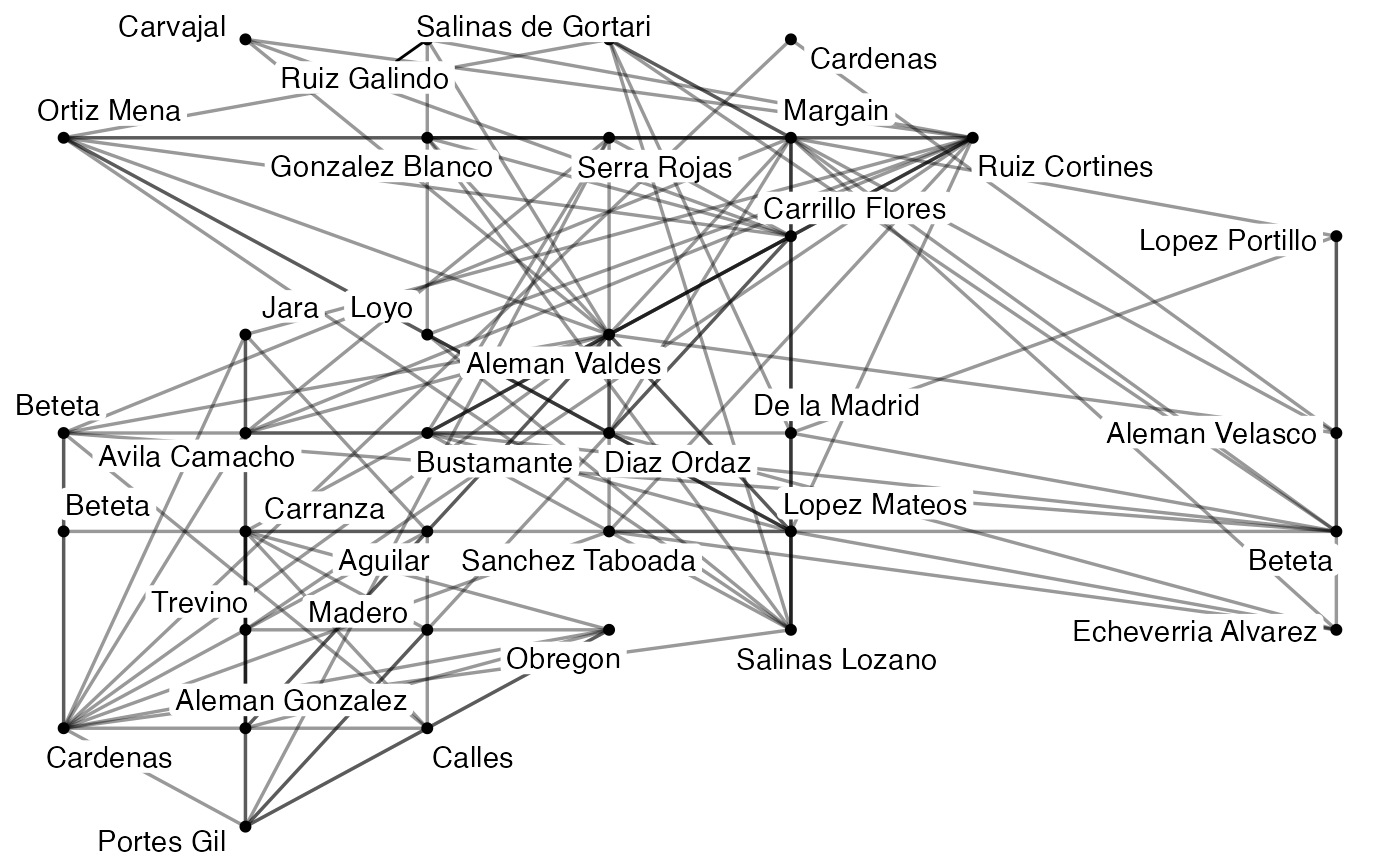 Carvajal
Salinas de Gortari
Cardenas
Ruiz Galindo
Ortiz Mena
Margain
Gonzalez Blanco
Serra Rojas
Ruiz Cortines
Carrillo Flores
Lopez Portillo
Jara
Loyo
Aleman Valdes
Beteta
De la Madrid
Aleman Velasco
Avila Camacho
Bustamante
Diaz Ordaz
Beteta
Carranza
Lopez Mateos
Aguilar
Sanchez Taboada
Beteta
Trevino
Madero
Echeverria Alvarez
Obregon
Salinas Lozano
Aleman Gonzalez
Cardenas
Calles
Portes Gil